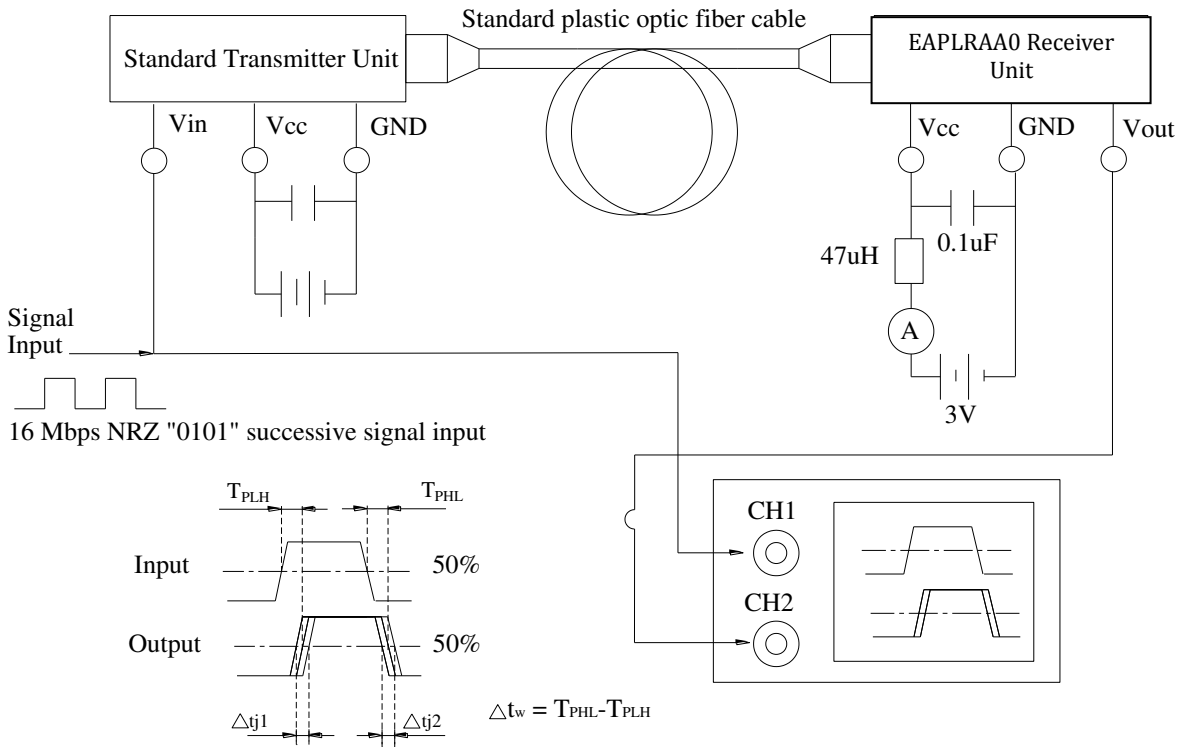 Standard plastic optic fiber cable
Standard Transmitter Unit
EAPLRAA0 Receiver
Unit
Vin
Vcc
GND
Vcc
GND
Vout
47uH
0.1uF
A
3V
Signal
Input
16 Mbps NRZ "0101" successive signal input
TPLH
TPHL
Input
50%
Output
50%
△tj1
△tj2
△tw = TPHL-TPLH
CH1
CH2